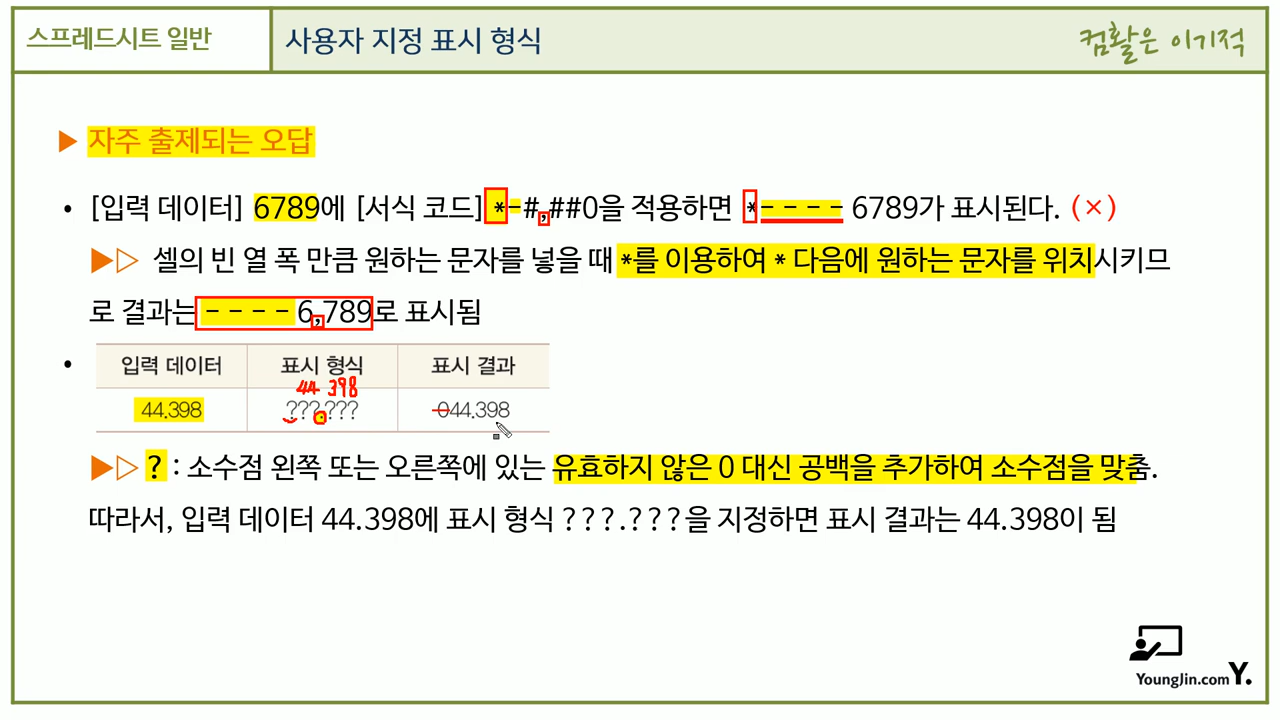 스프레드시트 일반
사용자 지정 표시 형식
컴활은 이기적
▶ 자주 출제되는 오답
• [입력 데이터] 6789에 [서식 코드] *-#,##0을 적용하면 *---- 6789가 표시된다. (×)
▶▷ 셀의 빈 열 폭 만큼 원하는 문자를 넣을 때 *를 이용하여 * 다음에 원하는 문자를 위치시키므
로 결과는 ----6,789로 표시됨
• 입력 데이터 표시 형식 표시 결과
44 398
44.398 ???.??? 044.398
▶▷ ? : 소수점 왼쪽 또는 오른쪽에 있는 유효하지 않은 0 대신 공백을 추가하여 소수점을 맞춤.
따라서, 입력 데이터 44.398에 표시 형식 ???.???을 지정하면 표시 결과는 44.398이 됨
YoungJin.com Y.